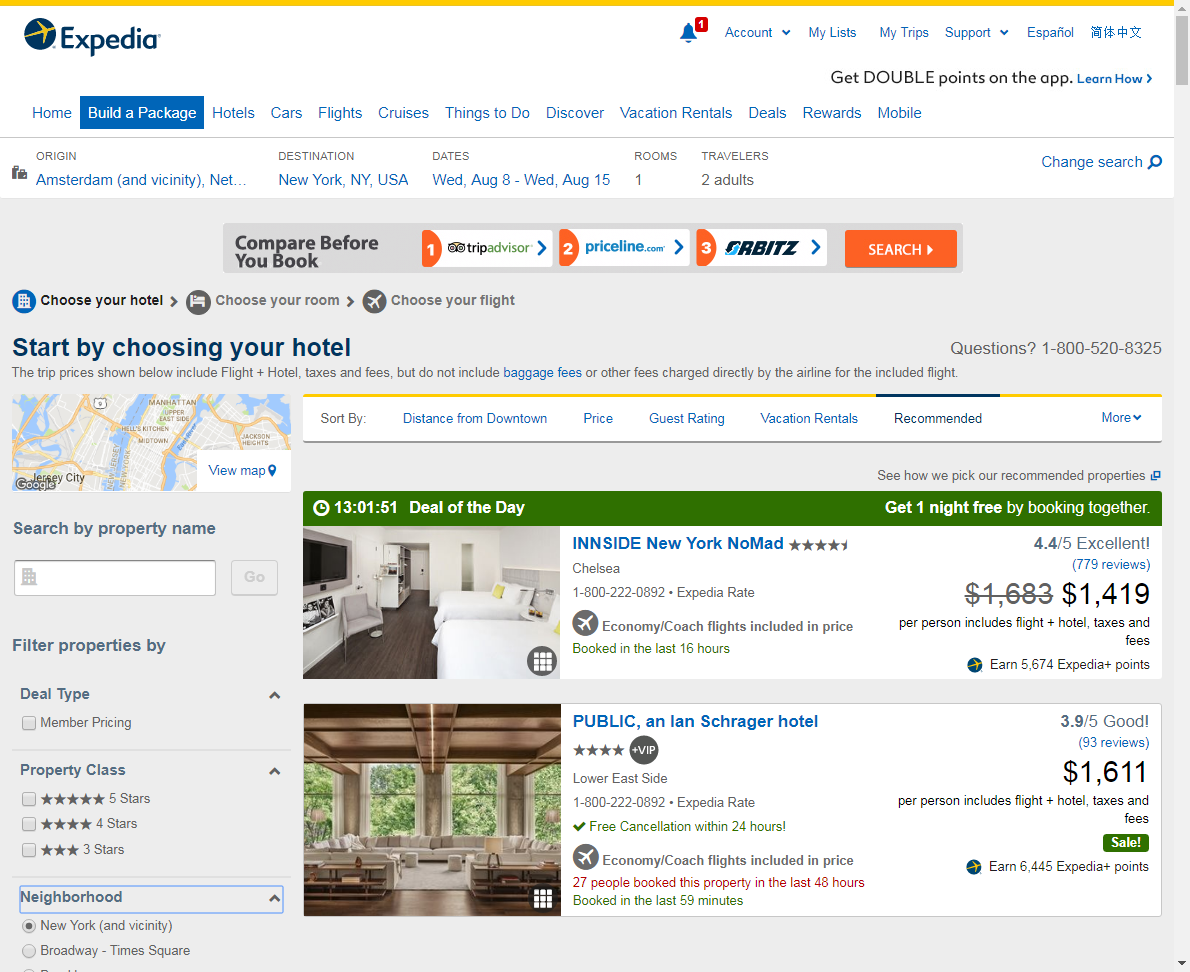 Expedia
1
Account
My Lists
My Trips
Support
Español
简体中文
Get DOUBLE points on the app. Learn How
Home
Build a Package
Hotels
Cars
Flights
Cruises
Things to Do
Discover
Vacation Rentals
Deals
Rewards
Mobile
ORIGIN
Amsterdam (and vicinity), Net...
DESTINATION
New York, NY, USA
DATES
Wed, Aug 8 - Wed, Aug 15
ROOMS
1
TRAVELERS
2 adults
Change search
Compare Before
You Book
1 tripadvisor
2 priceline.com
3 ORBITZ
SEARCH
Choose your hotel
Choose your room
Choose your flight
Start by choosing your hotel
Questions? 1-800-520-8325
The trip prices shown below include Flight + Hotel, taxes and fees, but do not include baggage fees or other fees charged directly by the airline for the included flight.
MANHATTAN
9
UPPER
EAST SIDE
HELL'S KITCHEN
MIDTOWN
JACKSON
HEIGHTS
East River
NEW JERSEY
NEW YORK
Jersey City
Google
View map
Sort By:
Distance from Downtown
Price
Guest Rating
Vacation Rentals
Recommended
More
See how we pick our recommended properties
Search by property name
Go
Filter properties by
Deal Type
Member Pricing
Property Class
5 Stars
4 Stars
3 Stars
Neighborhood
New York (and vicinity)
Broadway - Times Square
13:01:51 Deal of the Day
Get 1 night free by booking together.
INNSIDE New York NoMad
Chelsea
1-800-222-0892 • Expedia Rate
Economy/Coach flights included in price
Booked in the last 16 hours
4.4/5 Excellent!
(779 reviews)
$1,683 $1,419
per person includes flight + hotel, taxes and
fees
Earn 5,674 Expedia+ points
PUBLIC, an Ian Schrager hotel
+VIP
Lower East Side
1-800-222-0892 • Expedia Rate
Free Cancellation within 24 hours!
Economy/Coach flights included in price
27 people booked this property in the last 48 hours
Booked in the last 59 minutes
3.9/5 Good!
(93 reviews)
$1,611
per person includes flight + hotel, taxes and
fees
Sale!
Earn 6,445 Expedia+ points